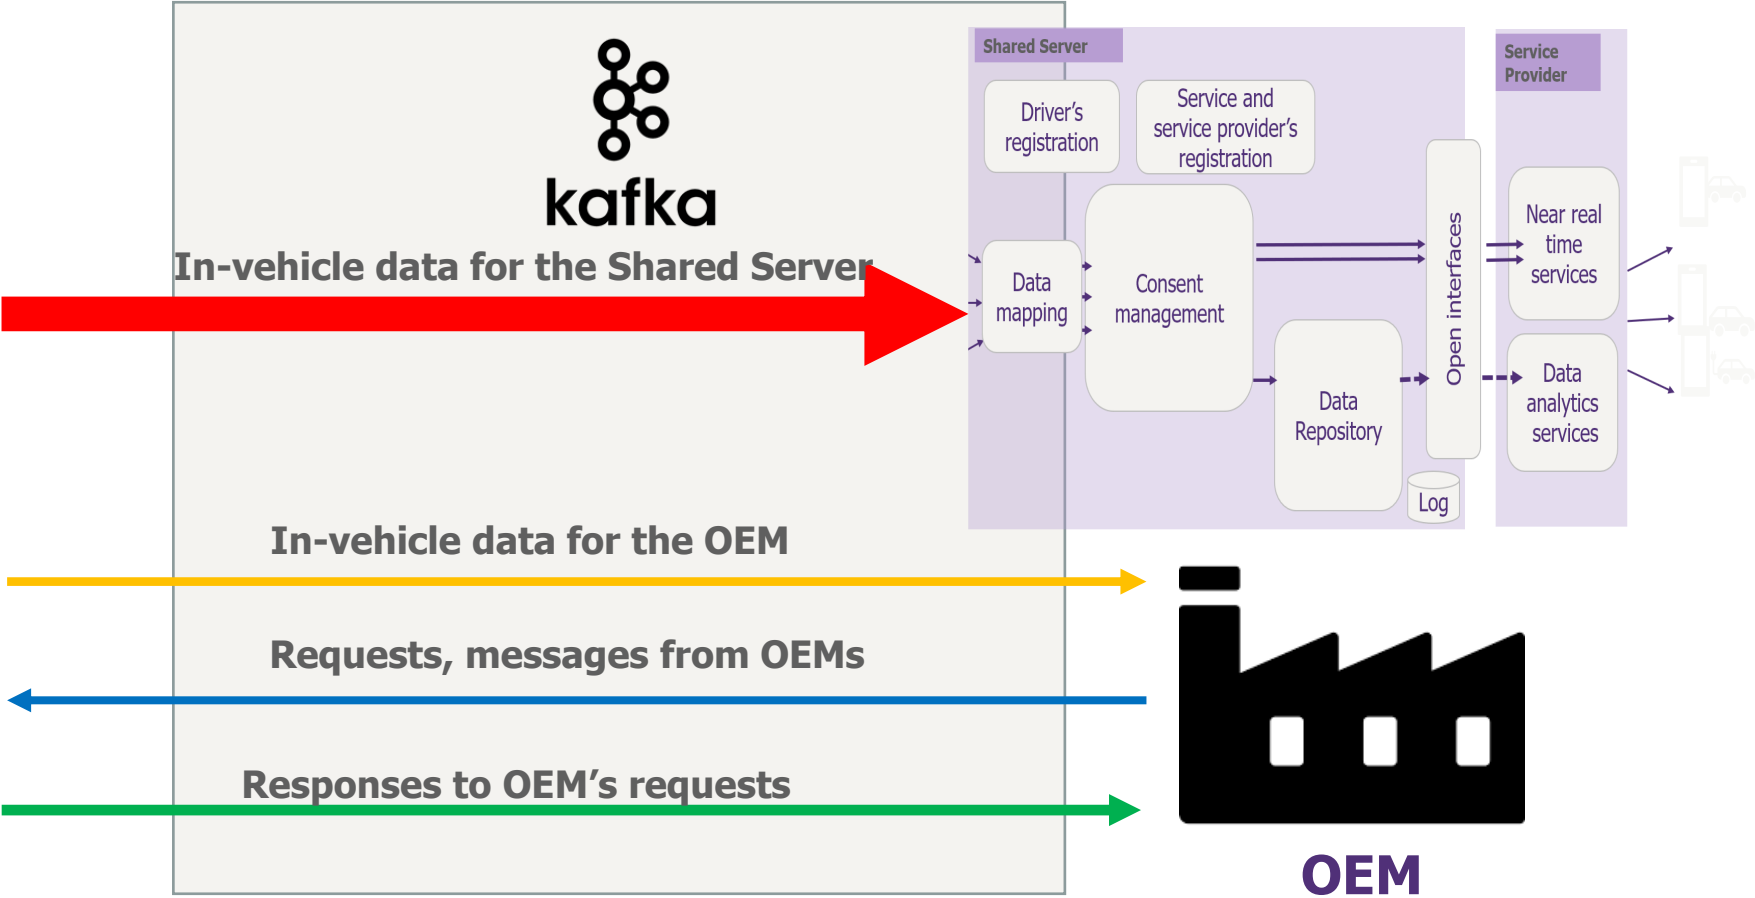 kafka
In-vehicle data for the Shared Server
Shared Server
Driver’s
registration
Service and
service provider’s
registration
Data
mapping
Consent
management
Data
Repository
Open interfaces
Log
Service
Provider
Near real
time
services
Data
analytics
services
In-vehicle data for the OEM
Requests, messages from OEMs
Responses to OEM’s requests
OEM